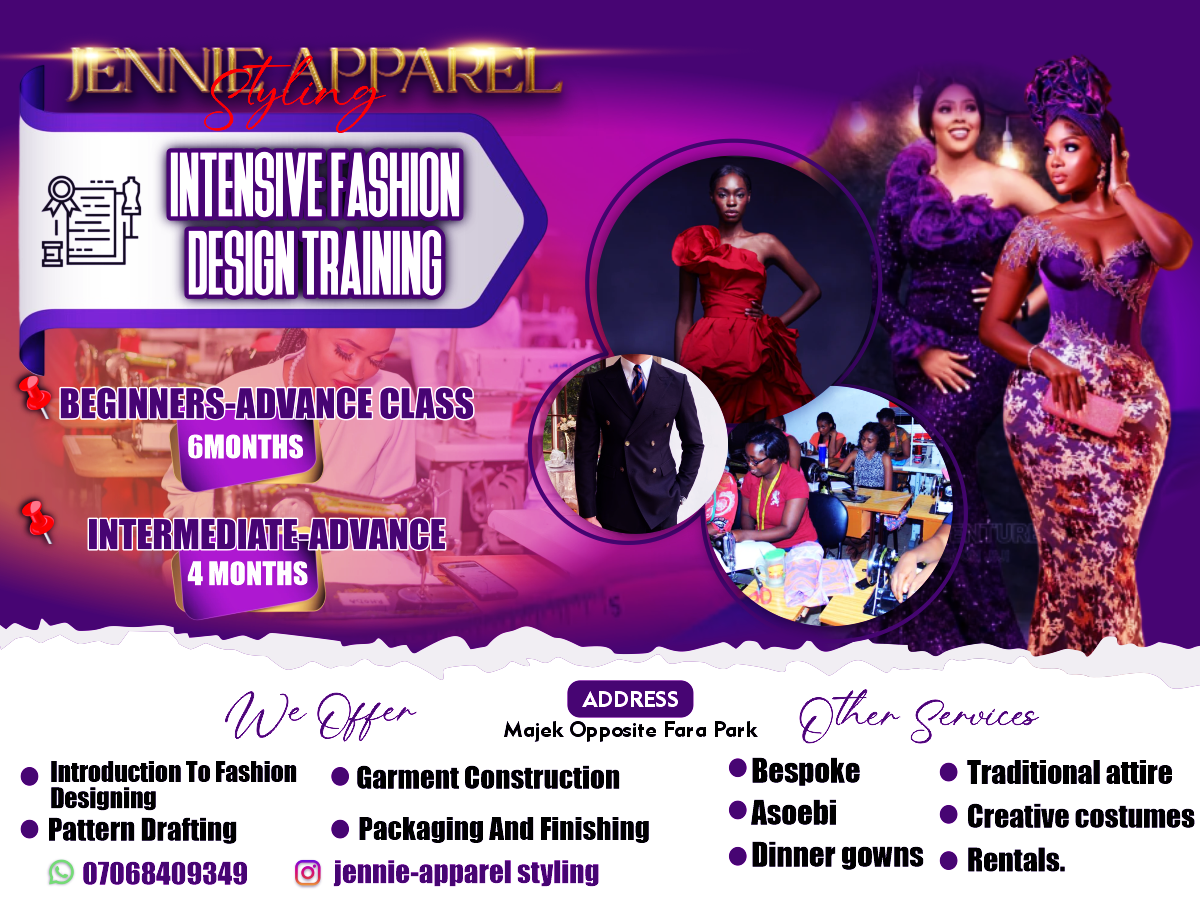 JENNIE APPAREL
Styling
INTENSIVE FASHION
DESIGN TRAINING
BEGINNERS-ADVANCE CLASS
6MONTHS
INTERMEDIATE-ADVANCE
4 MONTHS
We Offer
Introduction To Fashion
Designing
Pattern Drafting
Garment Construction
Packaging And Finishing
07068409349
jennie-apparel styling
ADDRESS
Majek Opposite Fara Park
Other Services
Bespoke
Asoebi
Dinner gowns
Traditional attire
Creative costumes
Rentals.